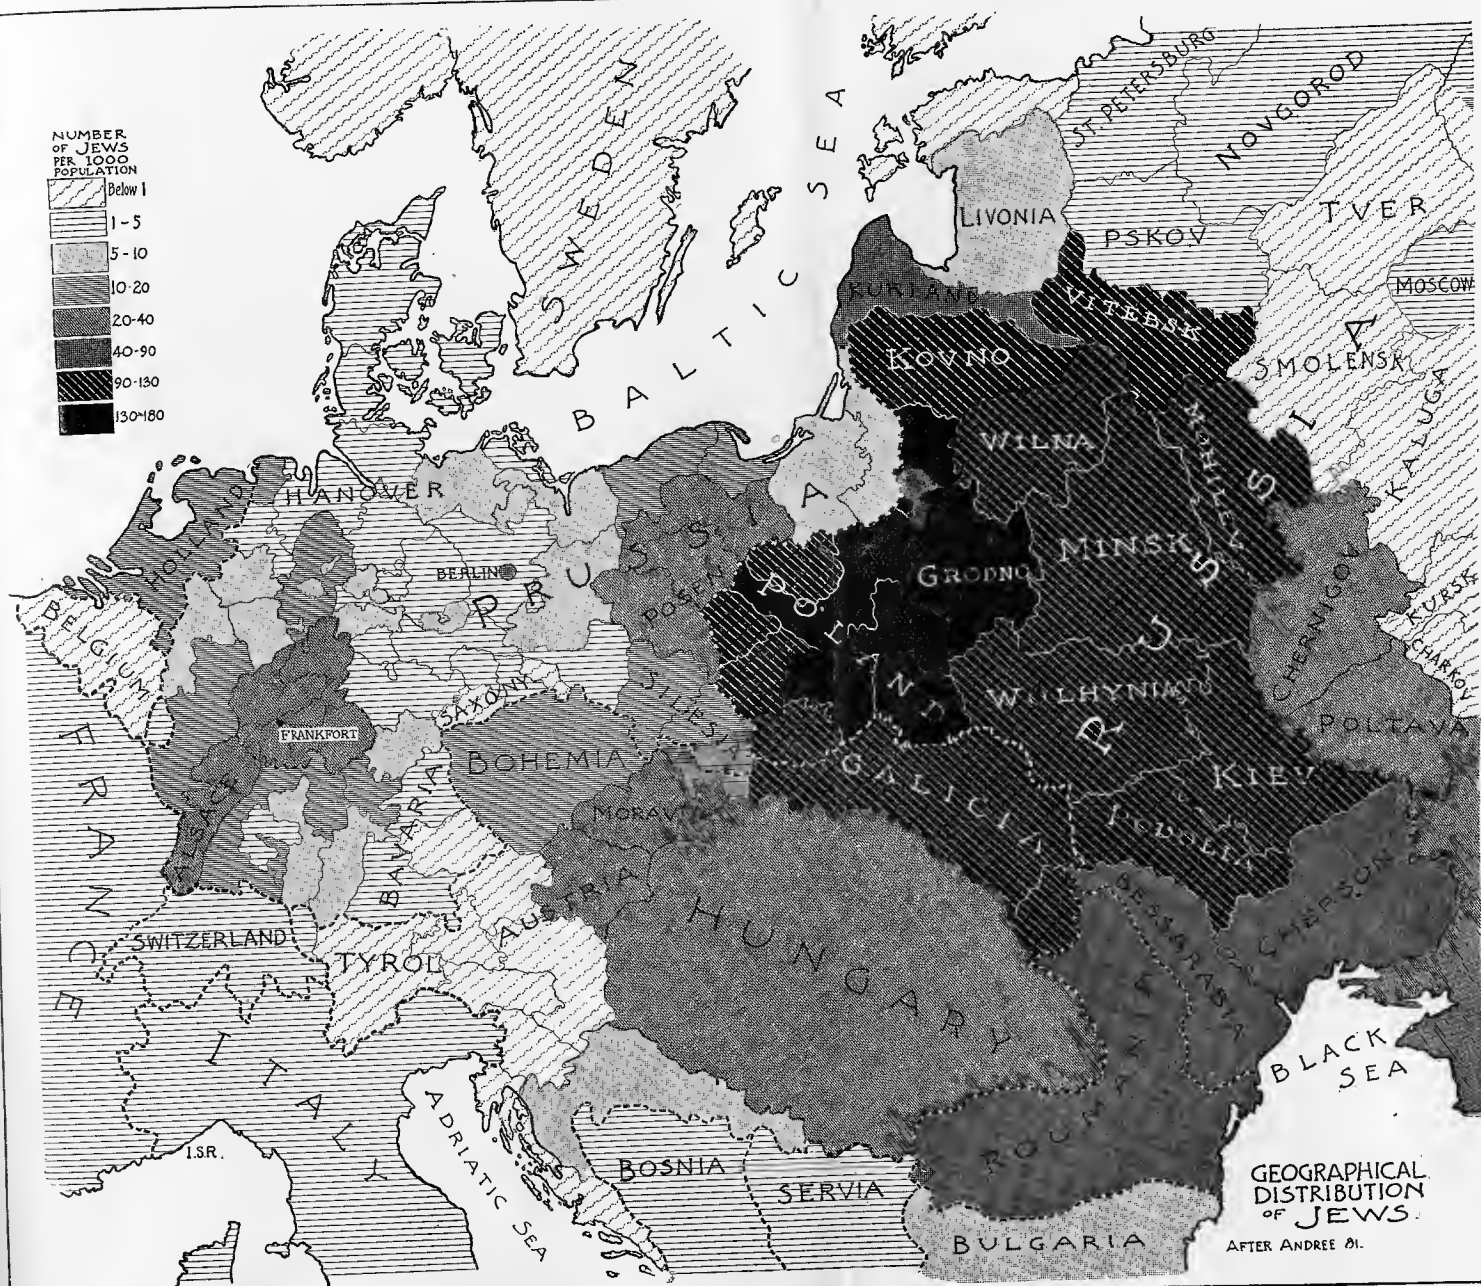 NUMBER
OF JEWS
PER 1000
POPULATION
Below 1
1-5
5-10
10-20
20-40
40-90
90-130
130-180
SWEDEN
BALTIC SEA
ST. PETERSBURG
NOVGOROD
LIVONIA
PSKOV
TVER
MOSCOW
KURLAND
VITEBSK
KOVNO
SMOLENSK
KALUGA
WILNA
MOHILEV
RUSSIA
HANOVER
HOLLAND
BERLIN
PRUSSIA
POSEN
POLAND
GRODNO
MINSK
CHERNIGOV
KURSK
CHARKOV
BELGIUM
SAXONY
SILESI
WOLHYNIA
POLTAVA
FRANKFORT
BOHEMIA
GALICIA
KIEV
FRANCE
ALSACE
BAVARIA
MORAVI
PODOLIA
AUSTRIA
HUNGARY
BESSARABIA
CHERSON
SWITZERLAND
TYROL
ITALY
ROUMANIA
BLACK
SEA
ADRIATIC SEA
I.S.R.
BOSNIA
SERVIA
BULGARIA
GEOGRAPHICAL
DISTRIBUTION
OF JEWS.
AFTER ANDREE 81.